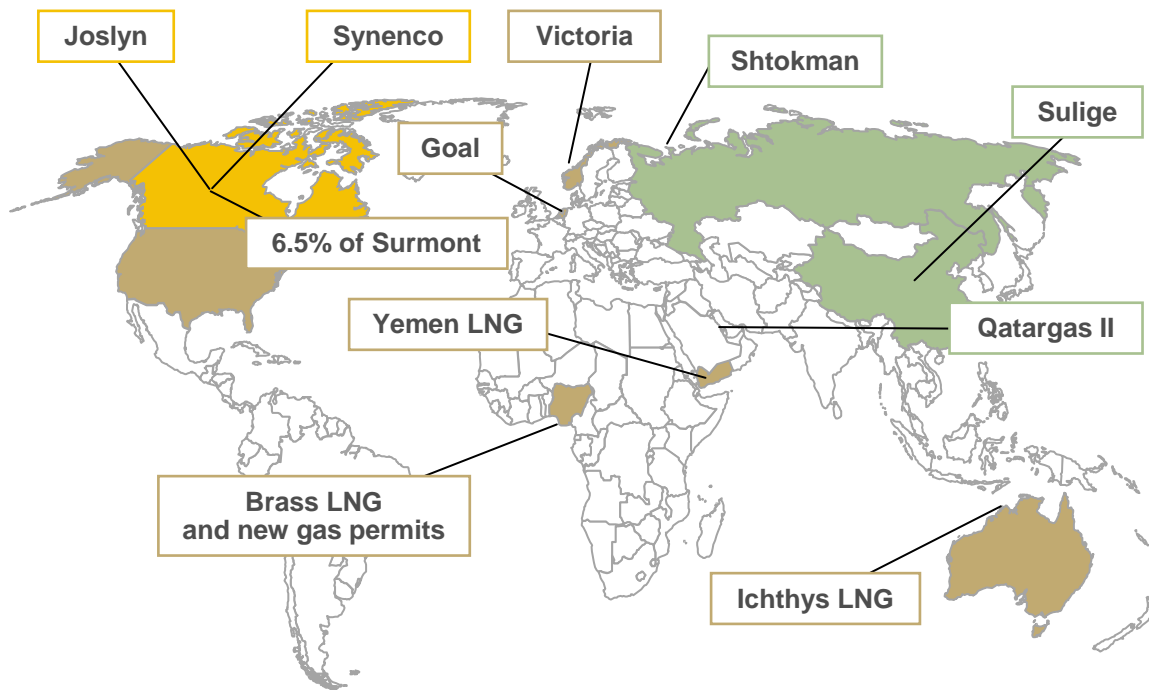 Joslyn
Synenco
Victoria
Shtokman
Sulige
Goal
6.5% of Surmont
Yemen LNG
Qatargas II
Brass LNG
and new gas permits
Ichthys LNG